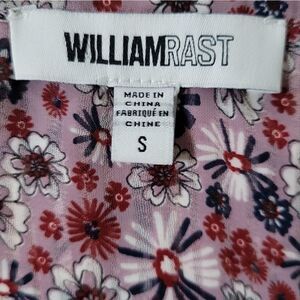 WILLIAMRAST
MADE IN
CHINA
FABRIQUÉ EN
CHINE
S